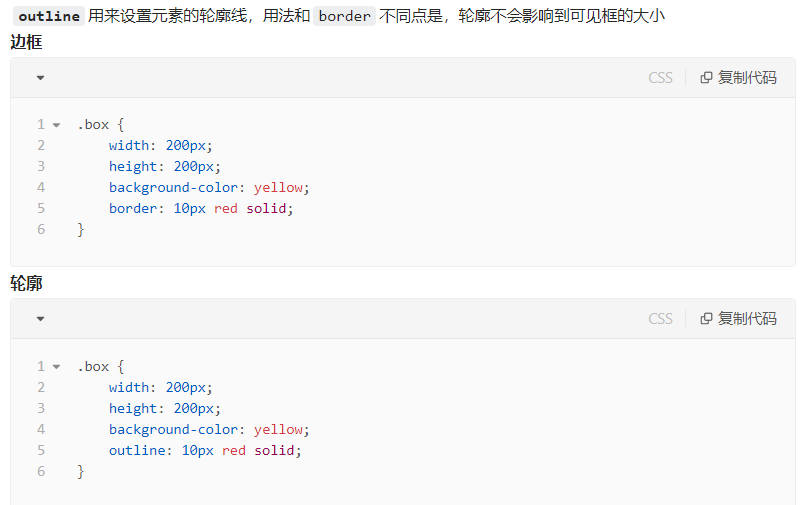 outline 用来设置元素的轮廓线，用法和 border 不同点是，轮廓不会影响到可见框的大小
边框
CSS 复制代码
1 .box {
2 width: 200px;
3 height: 200px;
4 background-color: yellow;
5 border: 10px red solid;
6 }
轮廓
CSS 复制代码
1 .box {
2 width: 200px;
3 height: 200px;
4 background-color: yellow;
5 outline: 10px red solid;
6 }